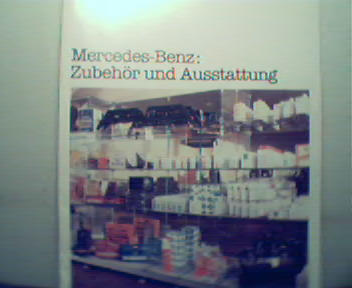 Mercedes-Benz:
Zubehör und Ausstattung